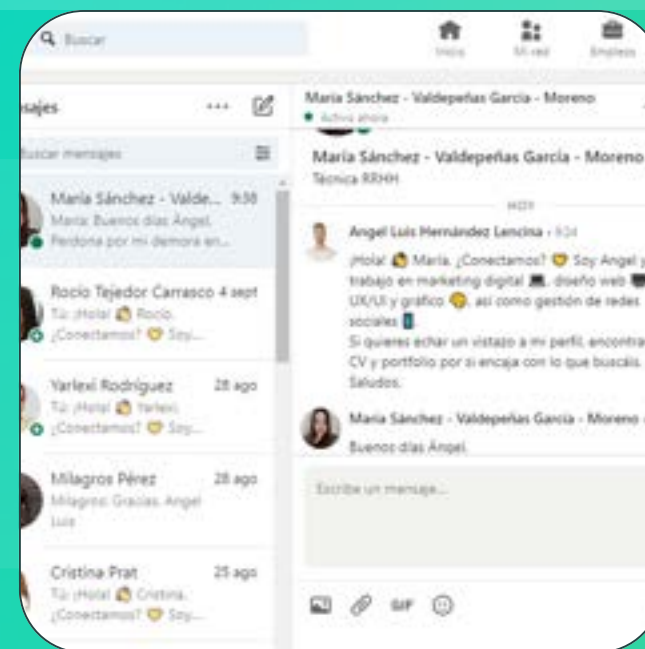 Buscar
Inicio
Mi red
Empleos
sajes
María Sánchez - Valdepeñas García - Moreno
Activo ahora
Buscar mensajes
María Sánchez - Valde... 9:38
María: Buenos días Ángel.
Perdona por mi demora en...
Rocío Tejedor Carrasco 4 sept
Tú: ¡Hola! 👋 Rocío.
¿Conectamos? 🤝 Soy...
Yarlexi Rodríguez 28 ago
Tú: ¡Hola! 👋 Yarlexi.
¿Conectamos? 🤝 Soy...
Milagros Pérez 28 ago
Milagros: Gracias, Angel
Luis
Cristina Prat 25 ago
Tú: ¡Hola! 👋 Cristina.
¿Conectamos? 🤝 Soy...
María Sánchez - Valdepeñas García - Moreno
Técnica RRHH
HOY
Angel Luis Hernández Lencina
¡Hola! 👋 María. ¿Conectamos? 🤝 Soy Angel y
trabajo en marketing digital 💻, diseño web
UX/UI y gráfico 🎨, así como gestión de redes
sociales 📱.
Si quieres echar un vistazo a mi perfil, encontra
CV y portfolio por si encaja con lo que buscáis.
Saludos.
María Sánchez - Valdepeñas García - Moreno
Buenos días Ángel.
Escribe un mensaje...
GIF